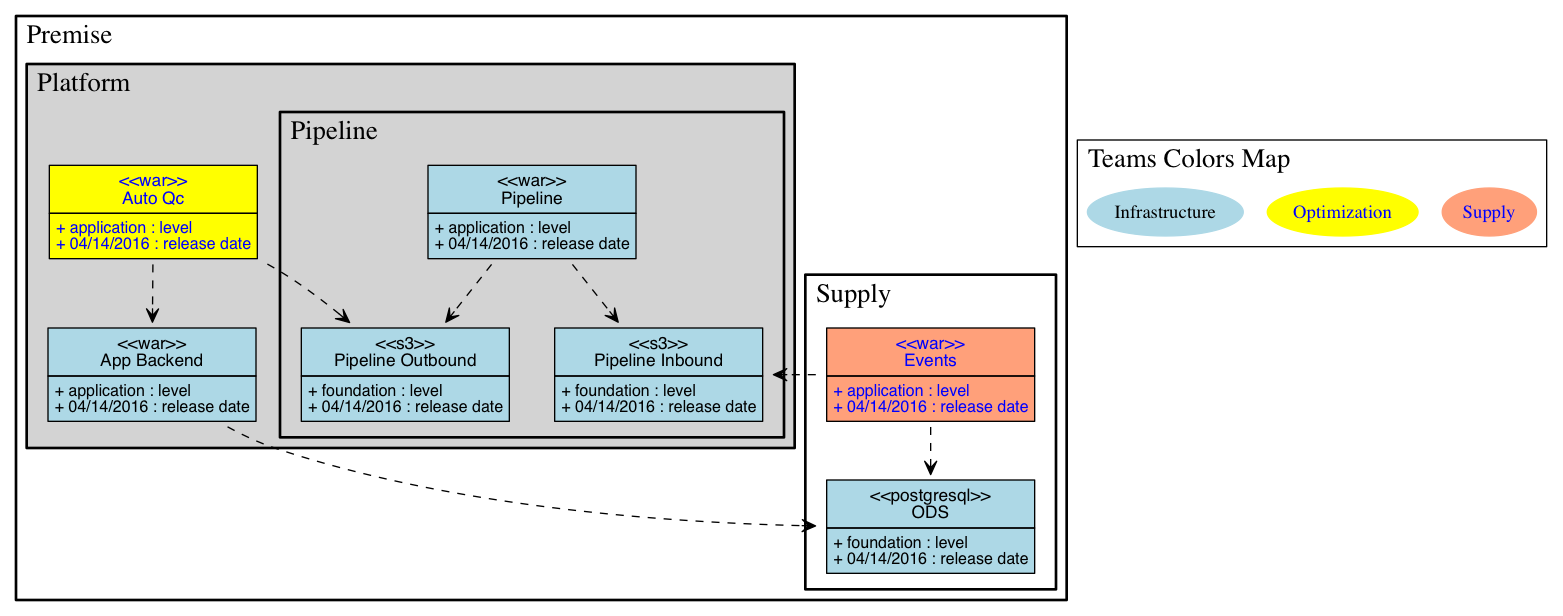 Premise
Platform
Pipeline
<<war>>
Auto Qc
+ application : level
+ 04/14/2016 : release date
<<war>>
Pipeline
+ application : level
+ 04/14/2016 : release date
<<war>>
App Backend
+ application : level
+ 04/14/2016 : release date
<<s3>>
Pipeline Outbound
+ foundation : level
+ 04/14/2016 : release date
<<s3>>
Pipeline Inbound
+ foundation : level
+ 04/14/2016 : release date
Supply
<<war>>
Events
+ application : level
+ 04/14/2016 : release date
<<postgresql>>
ODS
+ foundation : level
+ 04/14/2016 : release date
Teams Colors Map
Infrastructure
Optimization
Supply